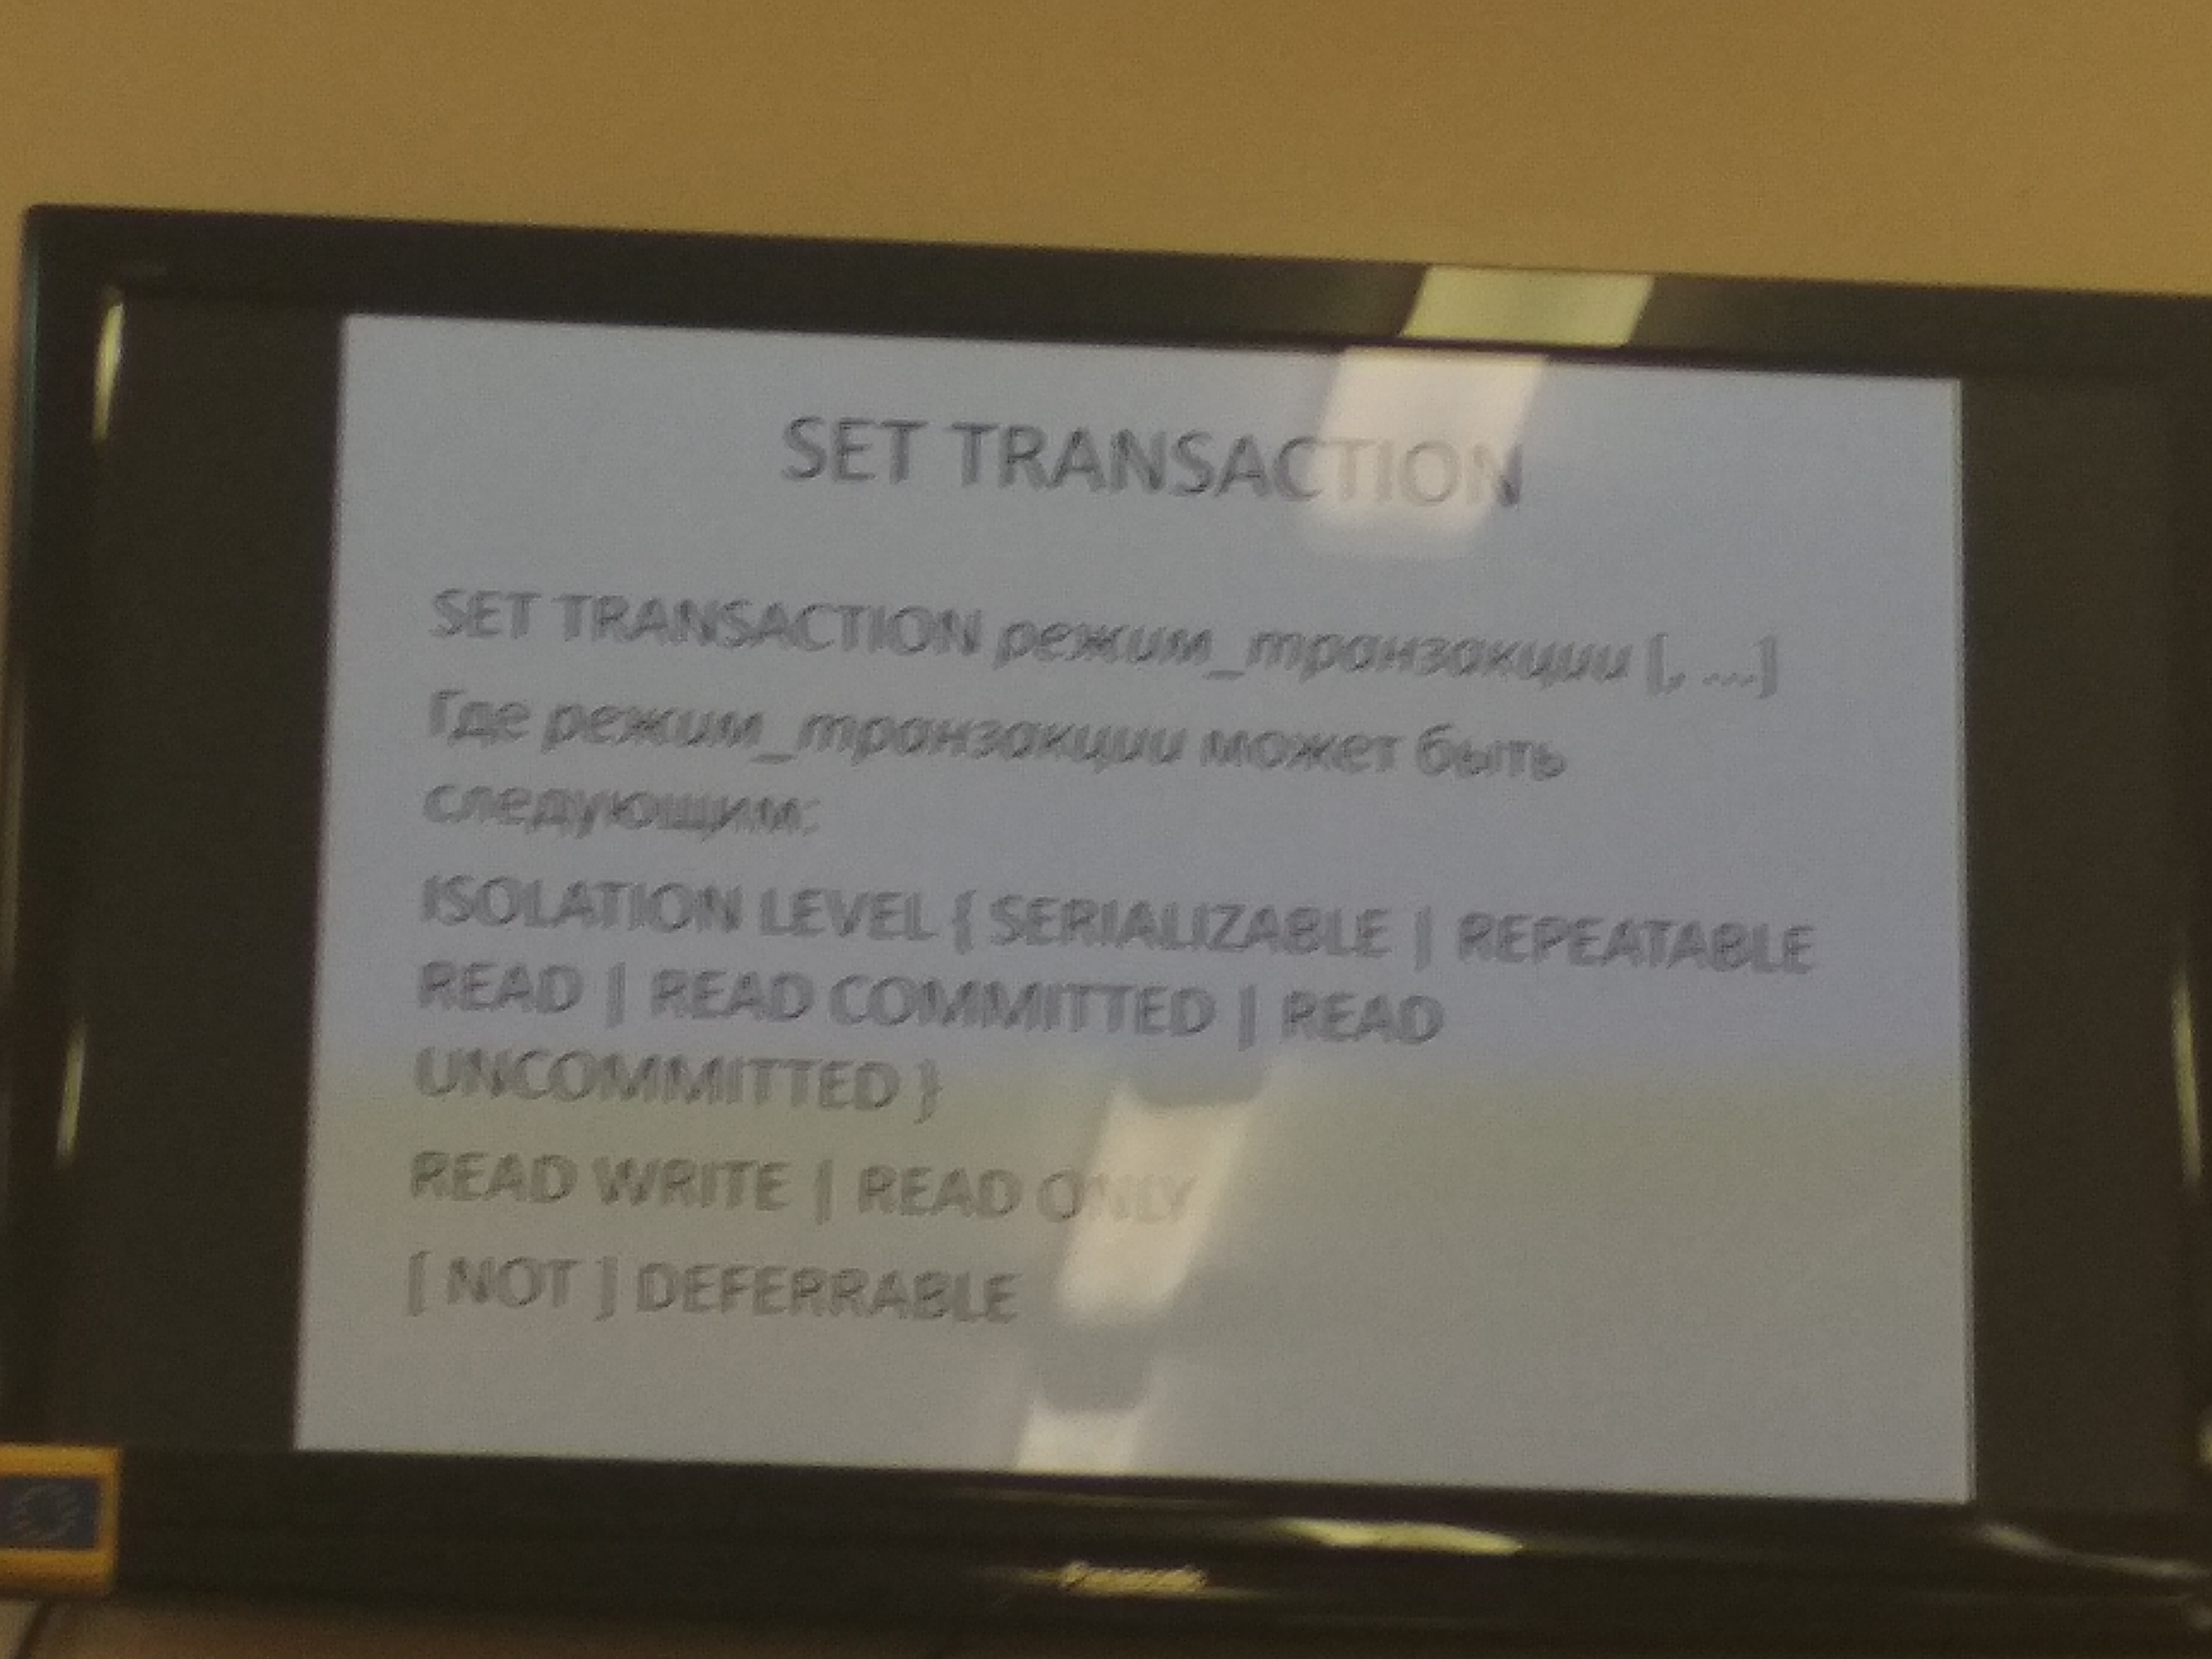 SET TRANSACTION
SET TRANSACTION режим_транзакции [, ...]
Где режим_транзакции может быть
следующим:
ISOLATION LEVEL { SERIALIZABLE | REPEATABLE
READ | READ COMMITTED | READ
UNCOMMITTED }
READ WRITE | READ ONLY
[ NOT ] DEFERRABLE